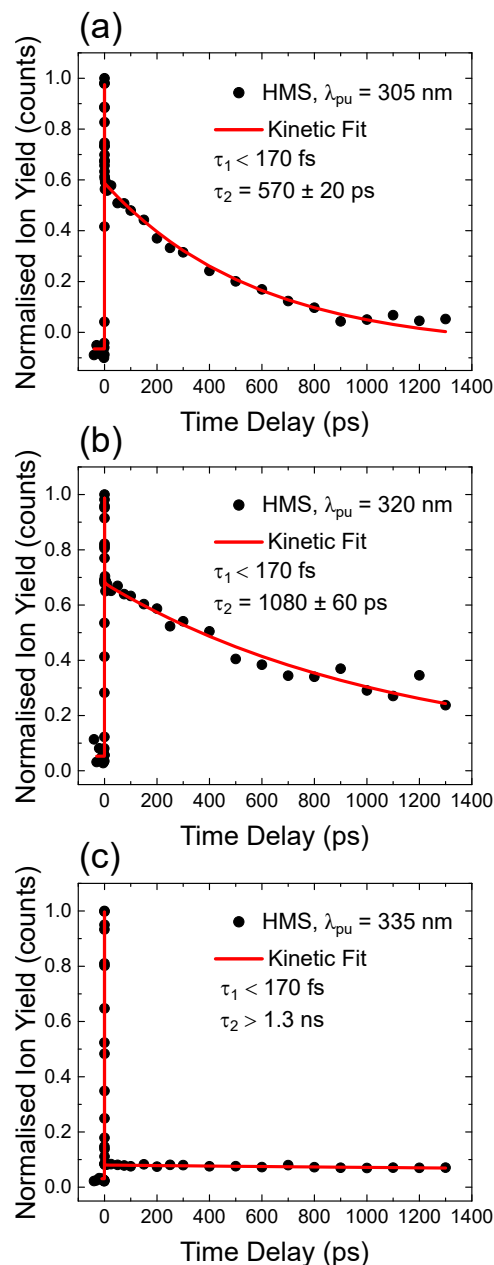 (a)
Normalised Ion Yield (counts)
1.0
0.8
0.6
0.4
0.2
0.0
HMS, λpu = 305 nm
Kinetic Fit
τ1 < 170 fs
τ2 = 570 ± 20 ps
0 200 400 600 800 1000 1200 1400
Time Delay (ps)
(b)
Normalised Ion Yield (counts)
1.0
0.8
0.6
0.4
0.2
0.0
HMS, λpu = 320 nm
Kinetic Fit
τ1 < 170 fs
τ2 = 1080 ± 60 ps
0 200 400 600 800 1000 1200 1400
Time Delay (ps)
(c)
Normalised Ion Yield (counts)
1.0
0.8
0.6
0.4
0.2
0.0
HMS, λpu = 335 nm
Kinetic Fit
τ1 < 170 fs
τ2 > 1.3 ns
0 200 400 600 800 1000 1200 1400
Time Delay (ps)